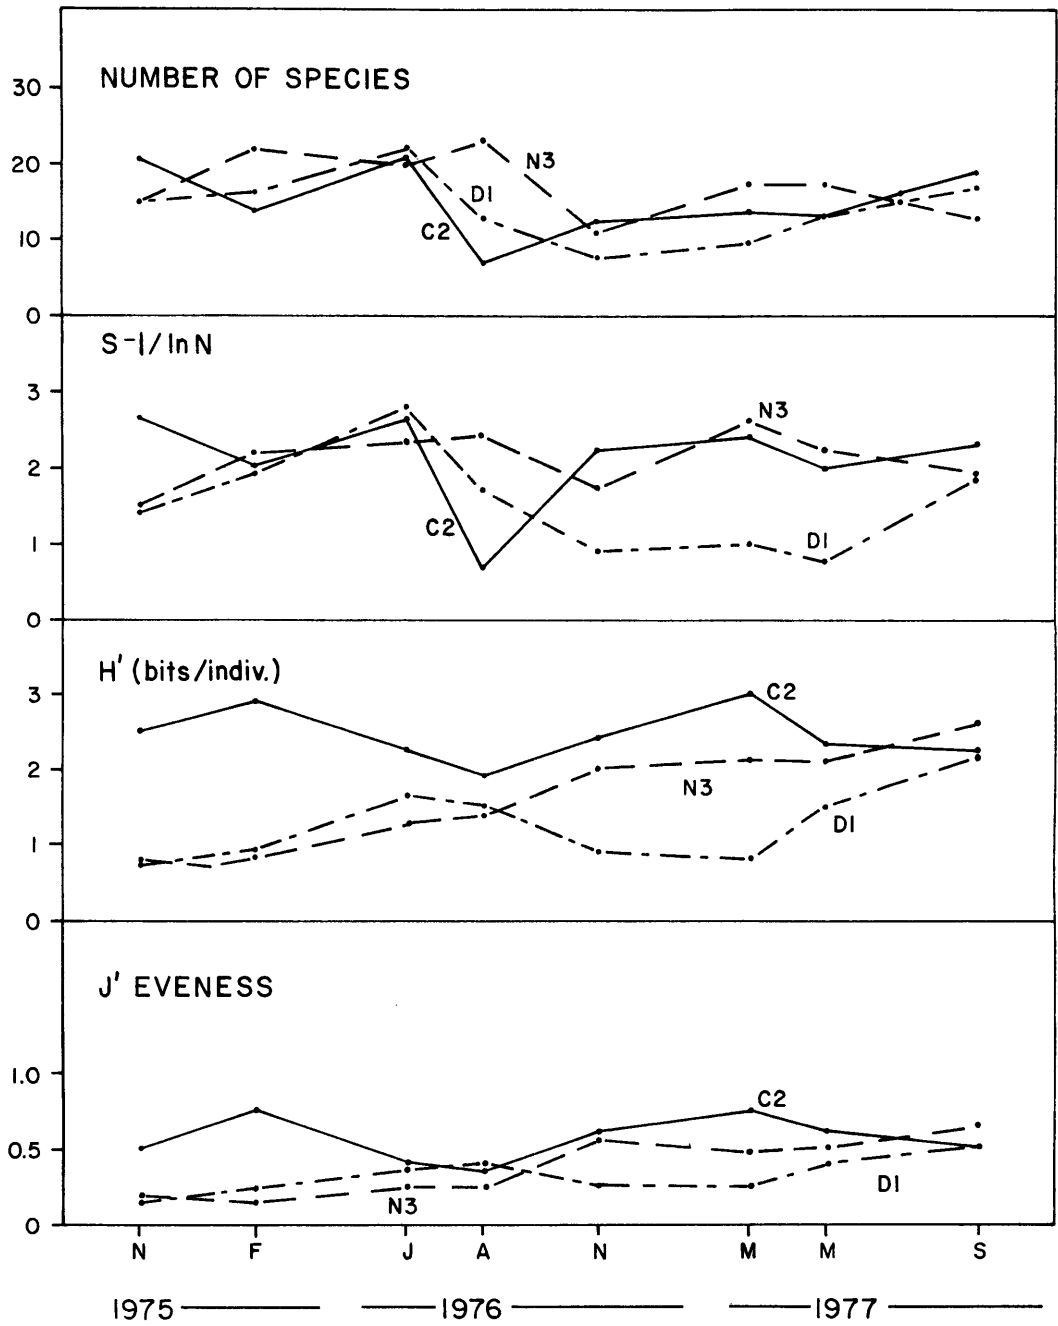 NUMBER OF SPECIES
30
20
10
0
N3
D1
C2
S-1/ln N
3
2
1
0
N3
C2
D1
H' (bits/indiv.)
3
2
1
0
C2
N3
D1
J' EVENESS
1.0
0.5
0
C2
N3
D1
N F J A N M M S
1975 1976 1977